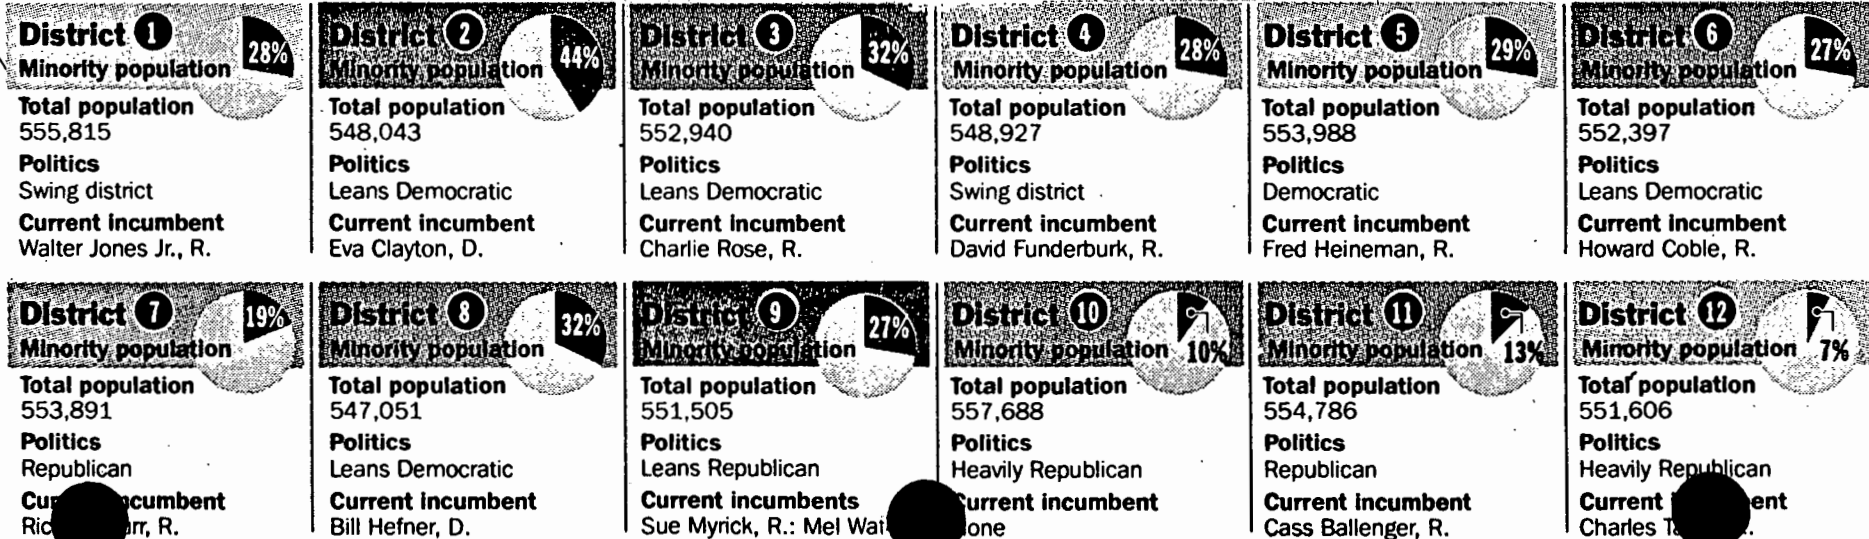 District 1
28%
Minority population
Total population
555,815
Politics
Swing district
Current incumbent
Walter Jones Jr., R.
District 2
44%
Minority population
Total population
548,043
Politics
Leans Democratic
Current incumbent
Eva Clayton, D.
District 3
32%
Minority population
Total population
552,940
Politics
Leans Democratic
Current incumbent
Charlie Rose, R.
District 4
28%
Minority population
Total population
548,927
Politics
Swing district
Current incumbent
David Funderburk, R.
District 5
29%
Minority population
Total population
553,988
Politics
Democratic
Current incumbent
Fred Heineman, R.
District 6
27%
Minority population
Total population
552,397
Politics
Leans Democratic
Current incumbent
Howard Coble, R.
District 7
19%
Minority population
Total population
553,891
Politics
Republican
R.
District 8
32%
Minority population
Total population
547,051
Politics
Leans Democratic
Current incumbent
Bill Hefner, D.
District 9
27%
Minority population
Total population
551,505
Politics
Leans Republican
Current incumbents
Sue Myrick, R.: Mel
District 10
Minority population 10%
Total population
557,688
Politics
Heavily Republican
incumbent
District 11
Minority population 13%
Total population
554,786
Politics
Republican
Current incumbent
Cass Ballenger, R.
District 12
Minority population 7%
Total population
551,606
Politics
Heavily Republican
Current
Charles